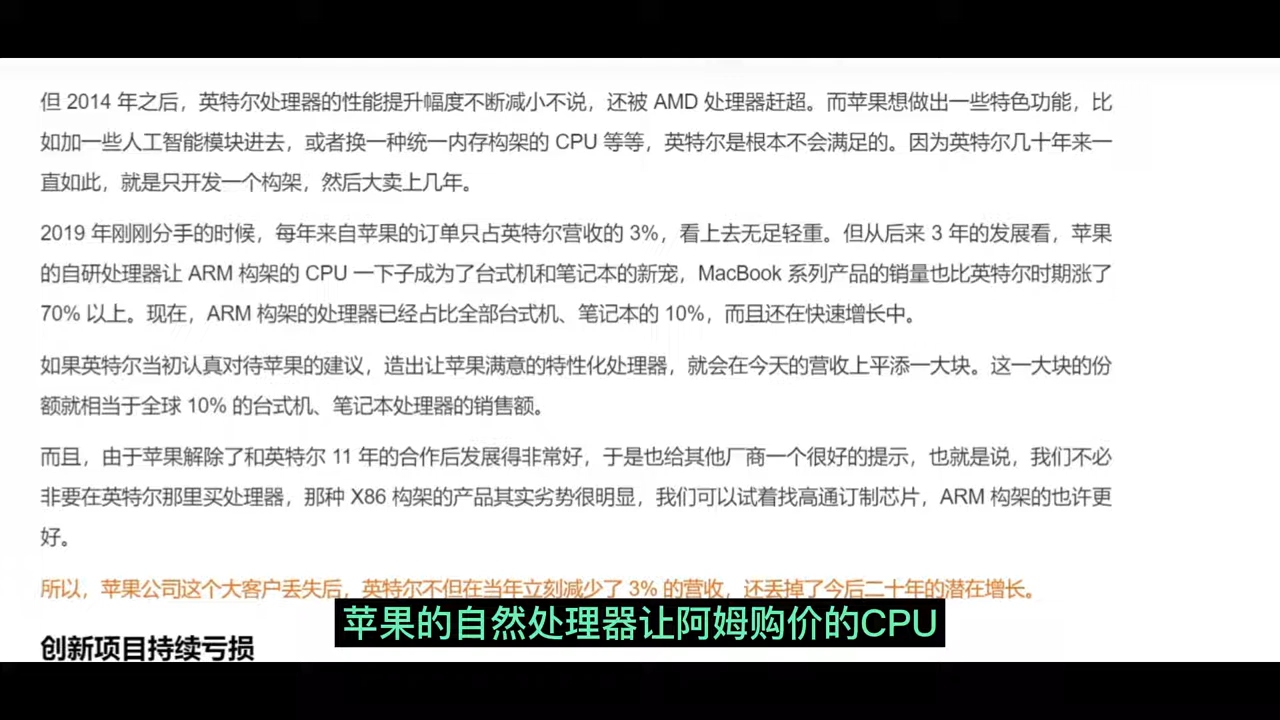 但 2014 年之后，英特尔处理器的性能提升幅度不断减小不说，还被 AMD 处理器赶超。而苹果想做出一些特色功能，比
如加一些人工智能模块进去，或者换一种统一内存构架的 CPU 等等，英特尔是根本不会满足的。因为英特尔几十年来一
直如此，就是只开发一个构架，然后大卖上几年。
2019 年刚刚分手的时候，每年来自苹果的订单只占英特尔营收的 3%，看上去无足轻重。但从后来 3 年的发展看，苹果
的自研处理器让 ARM 构架的 CPU 一下子成为了台式机和笔记本的新宠，MacBook 系列产品的销量也比英特尔时期涨了
70% 以上。现在，ARM 构架的处理器已经占比全部台式机、笔记本的 10%，而且还在快速增长中。
如果英特尔当初认真对待苹果的建议，造出让苹果满意的特性化处理器，就会在今天的营收上平添一大块。这一大块的份
额就相当于全球 10% 的台式机、笔记本处理器的销售额。
而且，由于苹果解除了和英特尔 11 年的合作后发展得非常好，于是也给其他厂商一个很好的提示，也就是说，我们不必
非要在英特尔那里买处理器，那种 X86 构架的产品其实劣势很明显，我们可以试着找高通订制芯片，ARM 构架的也许更
好。
所以，苹果公司这个大客户丢失后，英特尔不但在当年立刻减少了 3% 的营收，还丢掉了今后二十年的潜在增长。
苹果的自然处理器让阿姆购价的CPU
创新项目持续亏损